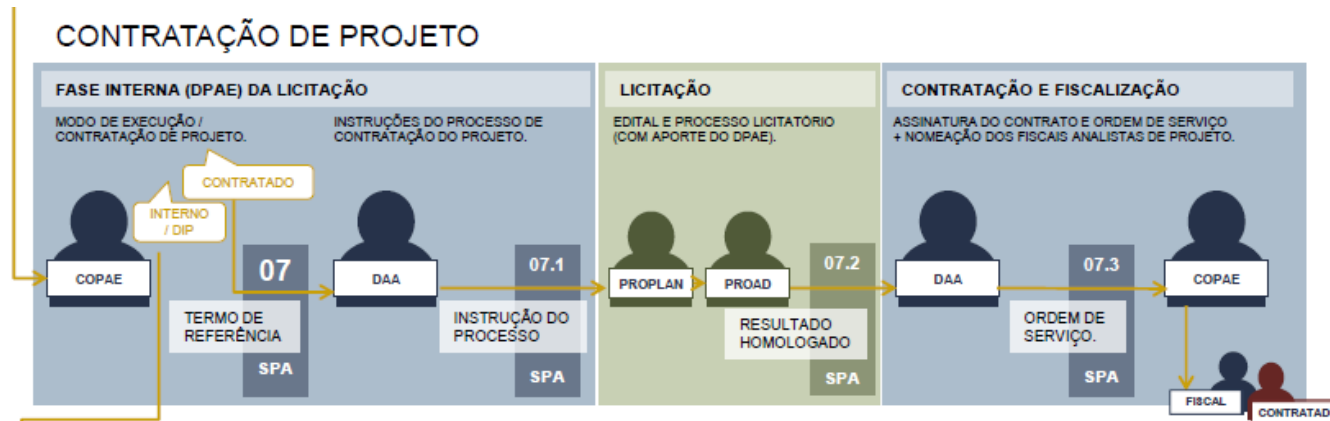 CONTRATAÇÃO DE PROJETO
FASE INTERNA (DPAE) DA LICITAÇÃO
MODO DE EXECUÇÃO /
CONTRATAÇÃO DE PROJETO.
INSTRUÇÕES DO PROCESSO DE
CONTRATAÇÃO DO PROJETO.
CONTRATADO
INTERNO
/ DIP
COPAE
07
TERMO DE
REFERÊNCIA
SPA
DAA
07.1
INSTRUÇÃO DO
PROCESSO
SPA
LICITAÇÃO
EDITAL E PROCESSO LICITATÓRIO
(COM APORTE DO DPAE).
PROPLAN
PROAD
07.2
RESULTADO
HOMOLOGADO
SPA
CONTRATAÇÃO E FISCALIZAÇÃO
ASSINATURA DO CONTRATO E ORDEM DE SERVIÇO
+ NOMEAÇÃO DOS FISCAIS ANALISTAS DE PROJETO.
DAA
07.3
ORDEM DE
SERVIÇO.
SPA
COPAE
FISCAL
CONTRATAD